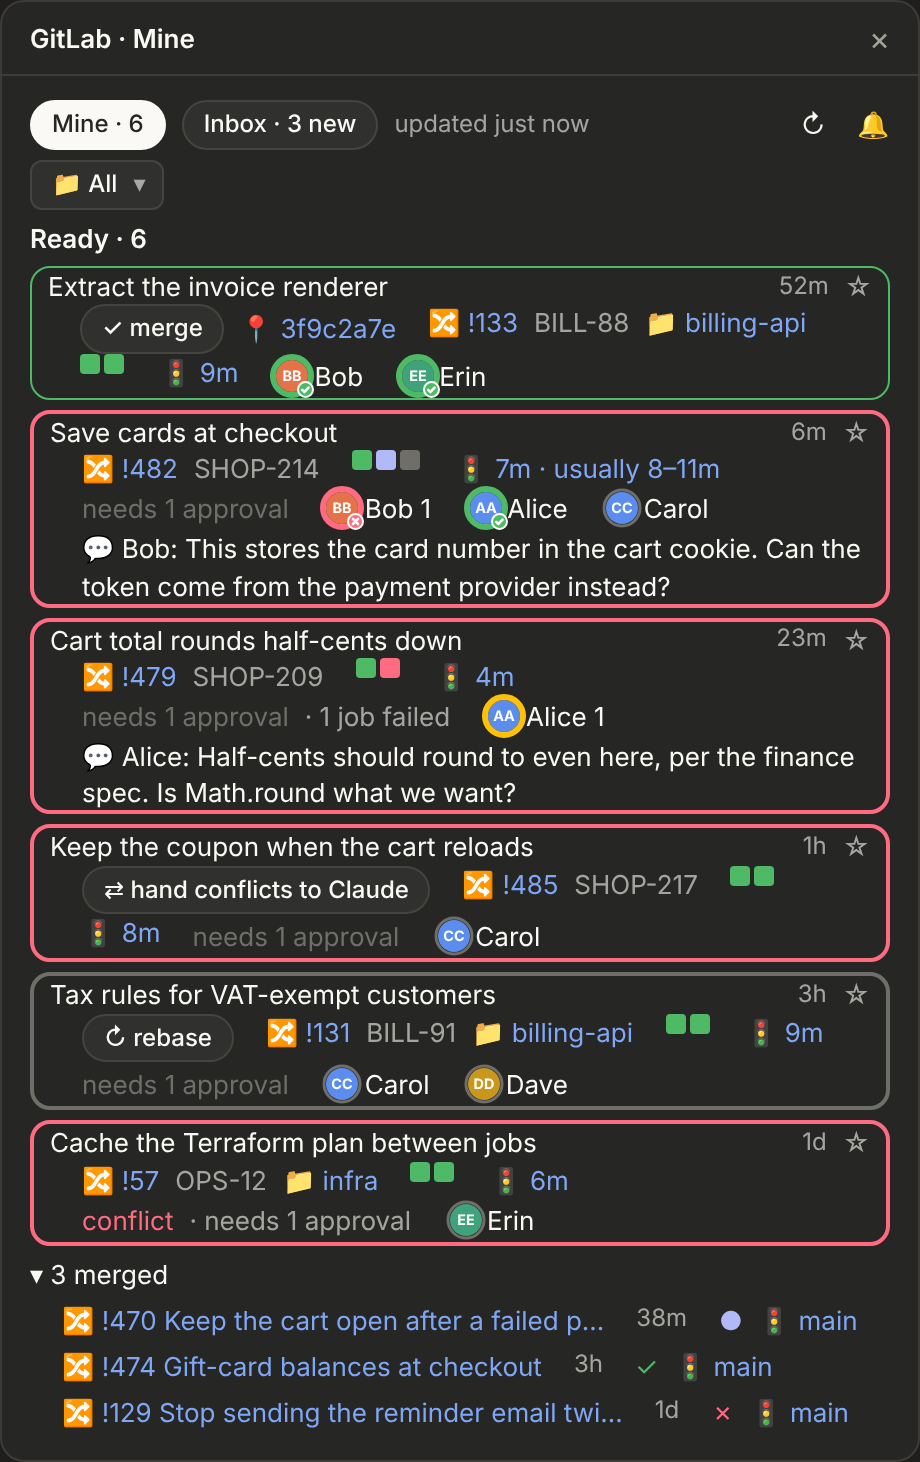 GitLab · Mine ×
Mine · 6 Inbox · 3 new updated just now ↻ 🔔
📁 All ▾
Ready · 6
Extract the invoice renderer 52m ☆
✓ merge 📍 3f9c2a7e 🔀 !133 BILL-88 📁 billing-api
🚦 9m BB Bob EE Erin
Save cards at checkout 6m ☆
🔀 !482 SHOP-214 🚦 7m · usually 8–11m
needs 1 approval BB Bob 1 AA Alice CC Carol
💬 Bob: This stores the card number in the cart cookie. Can the
token come from the payment provider instead?
Cart total rounds half-cents down 23m ☆
🔀 !479 SHOP-209 🚦 4m
needs 1 approval · 1 job failed AA Alice 1
💬 Alice: Half-cents should round to even here, per the finance
spec. Is Math.round what we want?
Keep the coupon when the cart reloads 1h ☆
⇄ hand conflicts to Claude 🔀 !485 SHOP-217
🚦 8m needs 1 approval CC Carol
Tax rules for VAT-exempt customers 3h ☆
↻ rebase 🔀 !131 BILL-91 📁 billing-api 🚦 9m
needs 1 approval CC Carol DD Dave
Cache the Terraform plan between jobs 1d ☆
🔀 !57 OPS-12 📁 infra 🚦 6m
conflict · needs 1 approval EE Erin
▾ 3 merged
🔀 !470 Keep the cart open after a failed p… 38m 🚦 main
🔀 !474 Gift-card balances at checkout 3h ✓ 🚦 main
🔀 !129 Stop sending the reminder email twi… 1d × 🚦 main